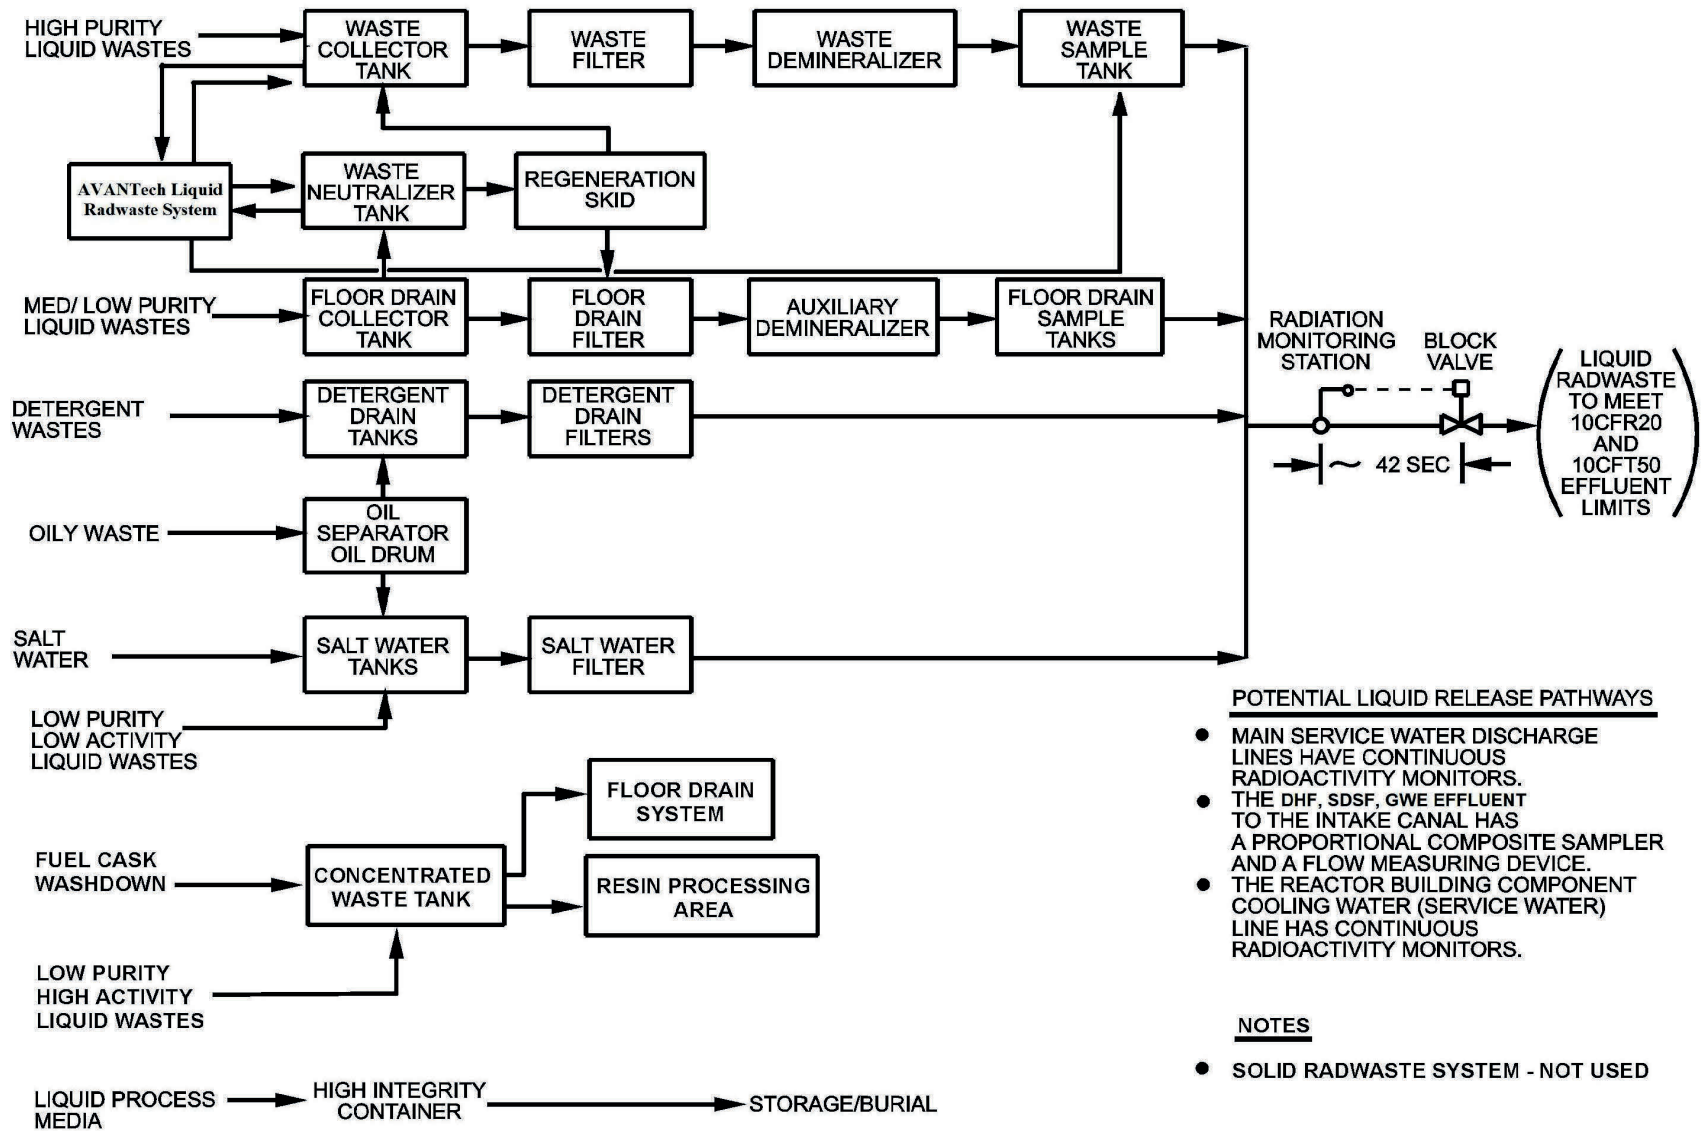 HIGH PURITY
LIQUID WASTES
WASTE
COLLECTOR
TANK
WASTE
FILTER
WASTE
DEMINERALIZER
WASTE
SAMPLE
TANK
AVANTech Liquid
Radwaste System
WASTE
NEUTRALIZER
TANK
REGENERATION
SKID
MED/ LOW PURITY
LIQUID WASTES
FLOOR DRAIN
COLLECTOR
TANK
FLOOR
DRAIN
FILTER
AUXILIARY
DEMINERALIZER
FLOOR DRAIN
SAMPLE
TANKS
RADIATION
MONITORING
STATION
BLOCK
VALVE
LIQUID
RADWASTE
TO MEET
10CFR20
AND
10CFT50
EFFLUENT
LIMITS
~ 42 SEC
DETERGENT
WASTES
DETERGENT
DRAIN
TANKS
DETERGENT
DRAIN
FILTERS
OILY WASTE
OIL
SEPARATOR
OIL DRUM
SALT
WATER
SALT WATER
TANKS
SALT WATER
FILTER
LOW PURITY
LOW ACTIVITY
LIQUID WASTES
FLOOR DRAIN
SYSTEM
FUEL CASK
WASHDOWN
CONCENTRATED
WASTE TANK
RESIN PROCESSING
AREA
LOW PURITY
HIGH ACTIVITY
LIQUID WASTES
LIQUID PROCESS
MEDIA
HIGH INTEGRITY
CONTAINER
STORAGE/BURIAL
POTENTIAL LIQUID RELEASE PATHWAYS
● MAIN SERVICE WATER DISCHARGE
LINES HAVE CONTINUOUS
RADIOACTIVITY MONITORS.
● THE DHF, SDSF, GWE EFFLUENT
TO THE INTAKE CANAL HAS
A PROPORTIONAL COMPOSITE SAMPLER
AND A FLOW MEASURING DEVICE.
● THE REACTOR BUILDING COMPONENT
COOLING WATER (SERVICE WATER)
LINE HAS CONTINUOUS
RADIOACTIVITY MONITORS.
NOTES
● SOLID RADWASTE SYSTEM - NOT USED